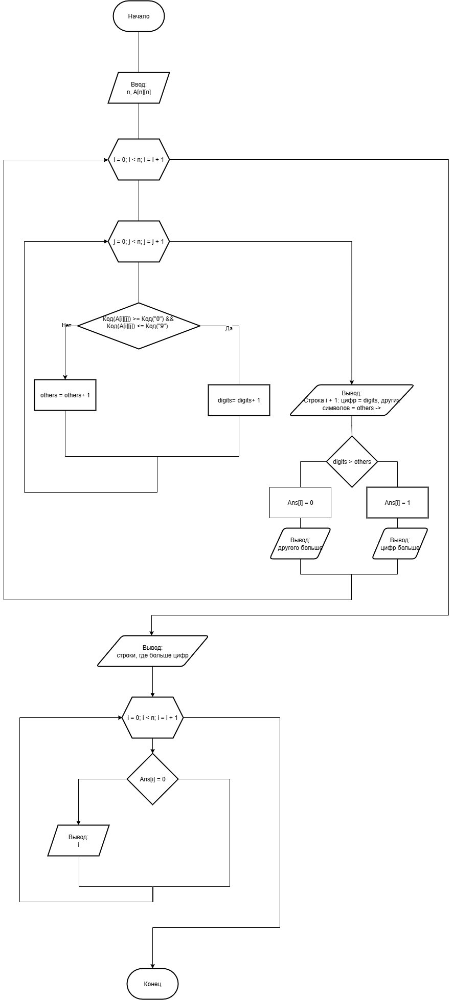 Начало
Ввод:
n, A[n][n]
i = 0; i < n; i = i + 1
j = 0; j < n; j = j + 1
Код(A[i][j]) >= Код("0") &&
Код(A[i][j]) <= Код("9")
Нет
Да
others = others+ 1
digits= digits+ 1
Вывод:
Строка i + 1: цифр = digits, других
символов = others ->
digits > others
Ans[i] = 0
Ans[i] = 1
Вывод:
другого больше
Вывод:
цифр больше
Вывод:
строки, где больше цифр
i = 0; i < n; i = i + 1
Ans[i] = 0
Вывод:
i
Конец